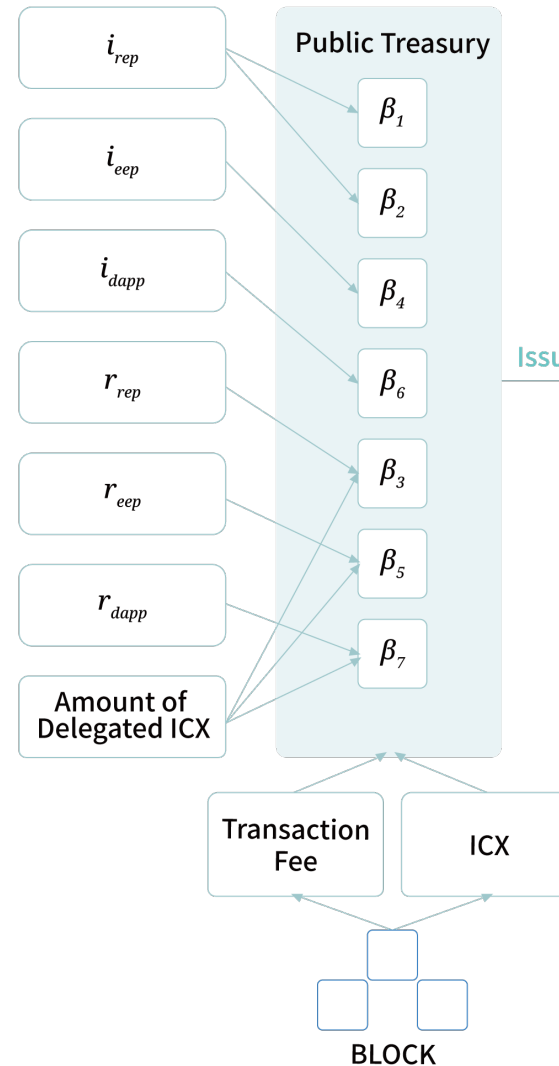 i_rep
i_eep
i_dapp
r_rep
r_eep
r_dapp
Amount of
Delegated ICX
Public Treasury
β_1
β_2
β_4
β_6
β_3
β_5
β_7
Issu
Transaction
Fee
ICX
BLOCK